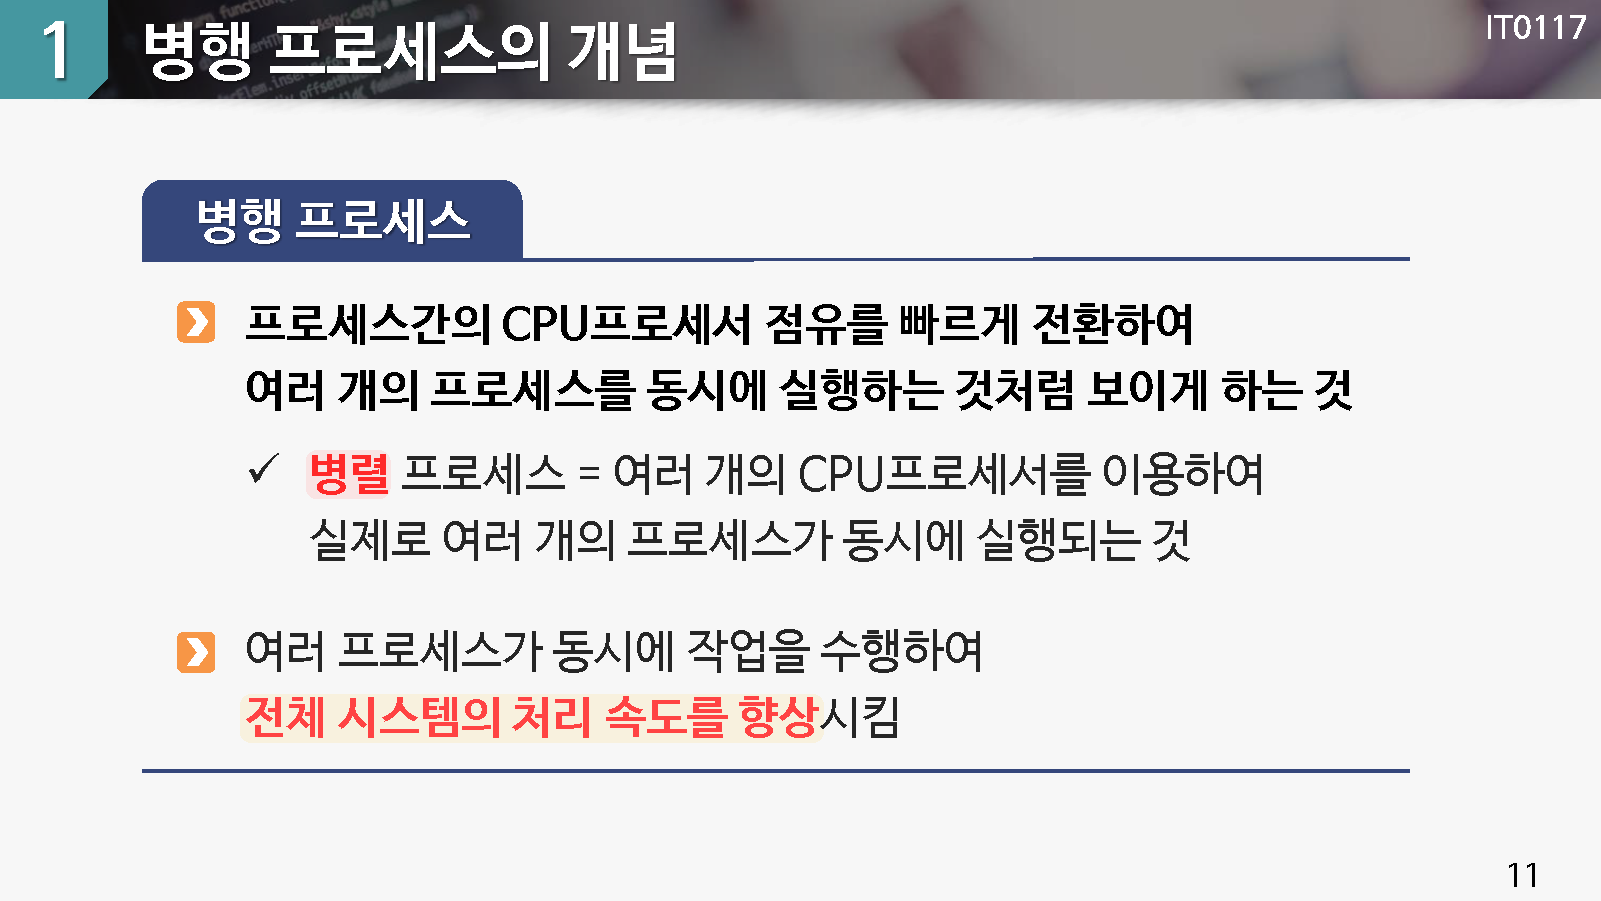 1 병행 프로세스의 개념
IT0117
병행 프로세스
프로세스간의 CPU프로세서 점유를 빠르게 전환하여
여러 개의 프로세스를 동시에 실행하는 것처럼 보이게 하는 것
✓ 병렬 프로세스 = 여러 개의 CPU프로세서를 이용하여
실제로 여러 개의 프로세스가 동시에 실행되는 것
여러 프로세스가 동시에 작업을 수행하여
전체 시스템의 처리 속도를 향상시킴
11